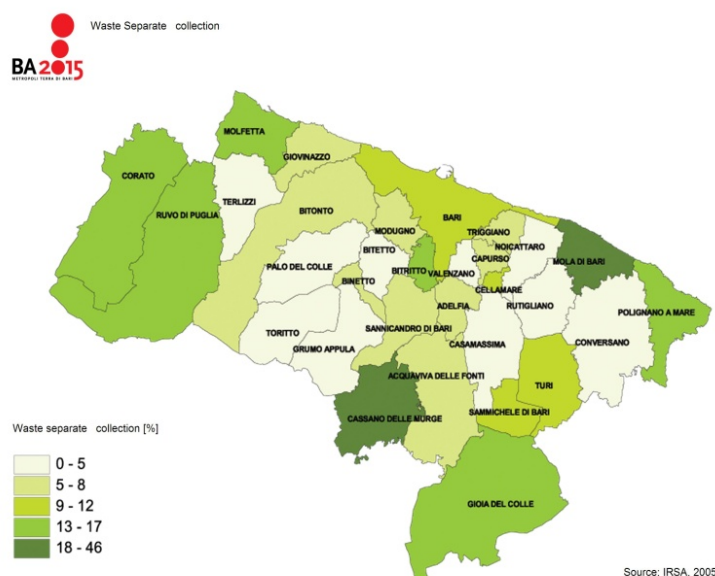 Waste Separate collection
BA2015
METROPOLI TERRA DI BARI
MOLFETTA
GIOVINAZZO
CORATO
TERLIZZI
RUVO DI PUGLIA
BITONTO
BARI
MODUGNO
TRIGGIANO
NOICATTARO
BITETTO
CAPURSO
MOLA DI BARI
PALO DEL COLLE
BITRITTO
VALENZANO
BINETTO
CELLAMARE
ADELFIA
RUTIGLIANO
POLIGNANO A MARE
SANNICANDRO DI BARI
TORITTO
CASAMASSIMA
CONVERSANO
GRUMO APPULA
ACQUAVIVA DELLE FONTI
TURI
CASSANO DELLE MURGE
SAMMICHELE DI BARI
GIOIA DEL COLLE
Waste separate collection [%]
0 - 5
5 - 8
9 - 12
13 - 17
18 - 46
Source: IRSA, 2005